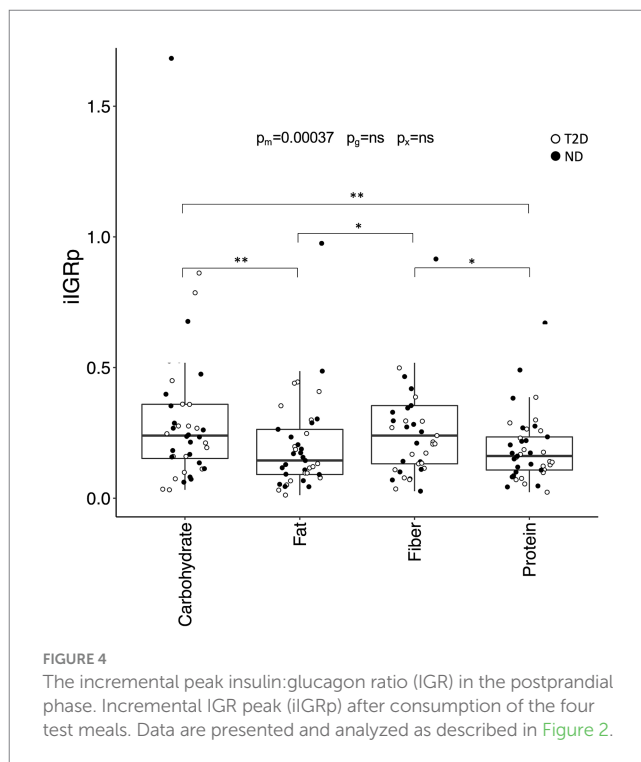 1.5
1.0
0.5
0.0
iIGRp
pm=0.00037 pg=ns px=ns
T2D
ND
**
*
**
*
Carbohydrate
Fat
Fiber
Protein
FIGURE 4
The incremental peak insulin:glucagon ratio (IGR) in the postprandial
phase. Incremental IGR peak (iIGRp) after consumption of the four
test meals. Data are presented and analyzed as described in Figure 2.